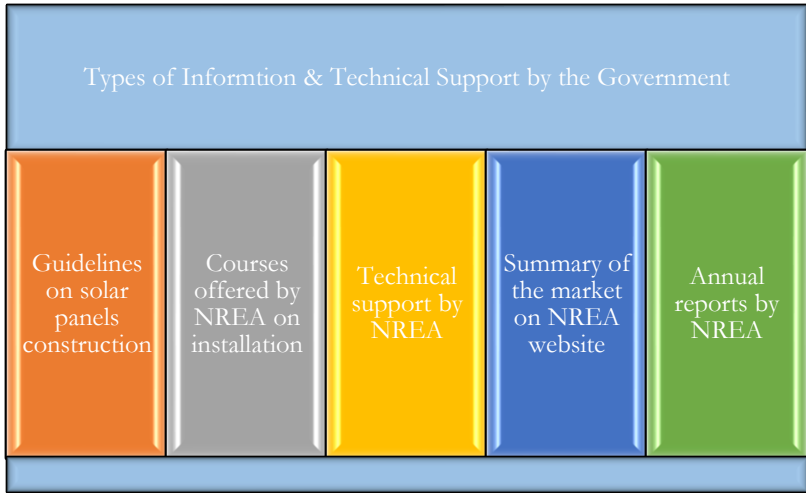 Types of Informtion & Technical Support by the Government
Guidelines
on solar
panels
construction
Courses
offered by
NREA on
installation
Technical
support by
NREA
Summary of
the market
on NREA
website
Annual
reports by
NREA